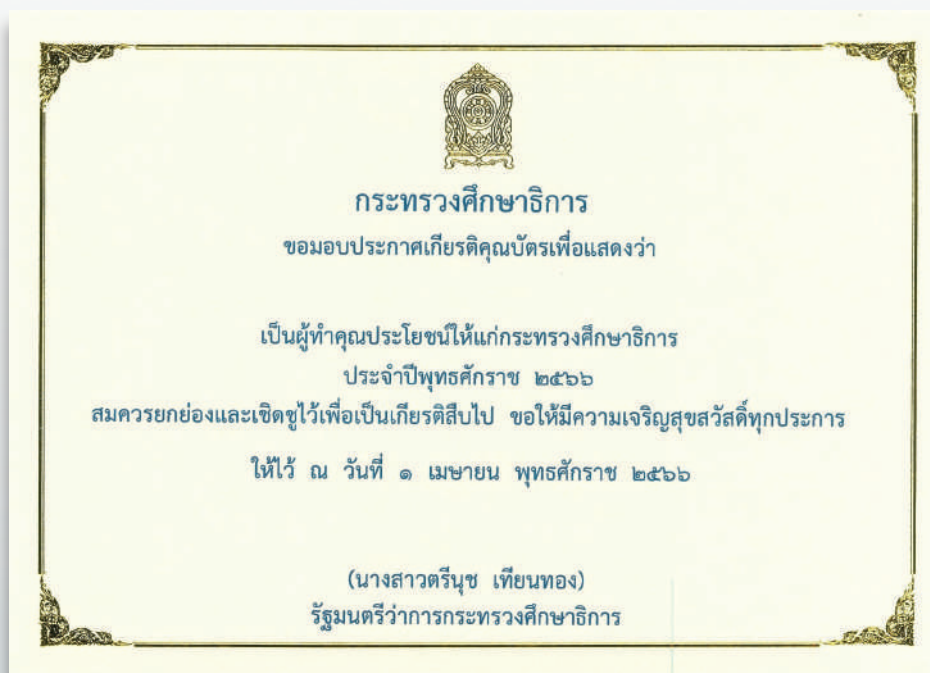 กระทรวงศึกษาธิการ
ขอมอบประกาศเกียรติคุณบัตรเพื่อแสดงว่า
เป็นผู้ทำคุณประโยชน์ให้แก่กระทรวงศึกษาธิการ
ประจำปีพุทธศักราช ๒๕๖๖
สมควรยกย่องและเชิดชูไว้เพื่อเป็นเกียรติสืบไป ขอให้มีความเจริญสุขสวัสดิ์ทุกประการ
ให้ไว้ ณ วันที่ ๑ เมษายน พุทธศักราช ๒๕๖๖
(นางสาวตรีนุช เทียนทอง)
รัฐมนตรีว่าการกระทรวงศึกษาธิการ